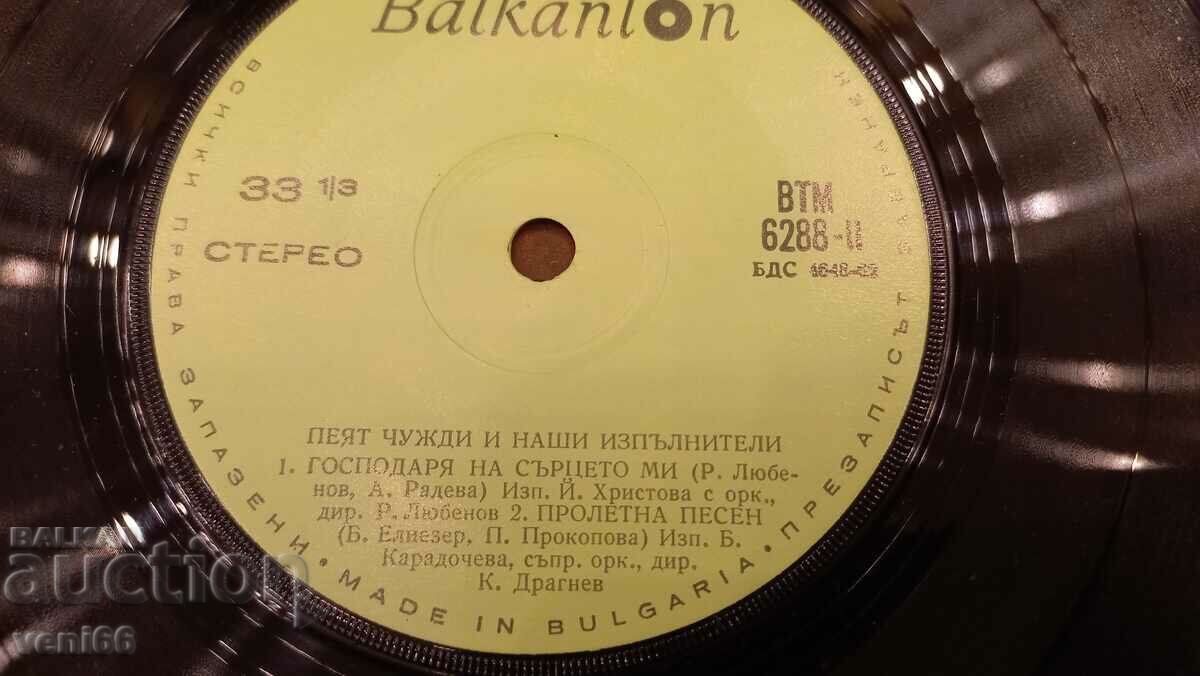 Balkanton
33 1/3
СТЕРЕО
ВТМ
6288-II
БДС
ПЕЯТ ЧУЖДИ И НАШИ ИЗПЪЛНИТЕЛИ
1. ГОСПОДАРЯ НА СЪРЦЕТО МИ (Р. Любе-
нов, А. Радева) Изп. Й. Христова с орк.,
дир. Р. Любенов 2. ПРОЛЕТНА ПЕСЕН
(Б. Елиезер, П. Прокопова) Изп. Б.
Карадочева, съпр. орк., дир.
К. Драгнев
ВСИЧКИ ПРАВА ЗАПАЗЕНИ · MADE IN BULGARIA · ПРЕЗАПИСЪТ ЗАБРАНЕН
BALKAN
auction
veni66